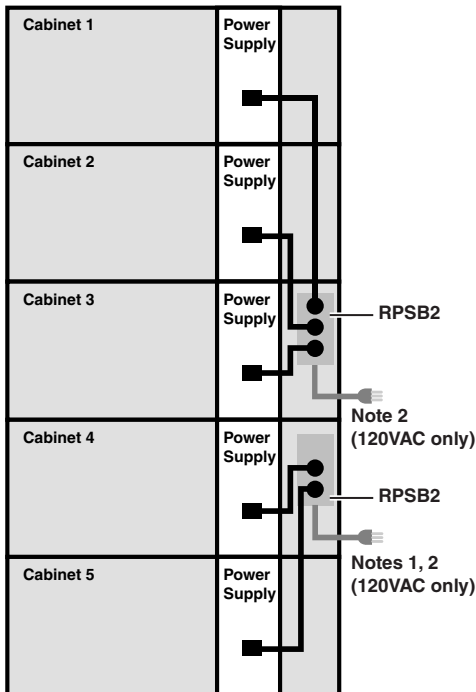 Cabinet 1
Power
Supply
Cabinet 2
Power
Supply
Cabinet 3
Power
Supply
RPSB2
Note 2
(120VAC only)
Cabinet 4
Power
Supply
RPSB2
Notes 1, 2
(120VAC only)
Cabinet 5
Power
Supply